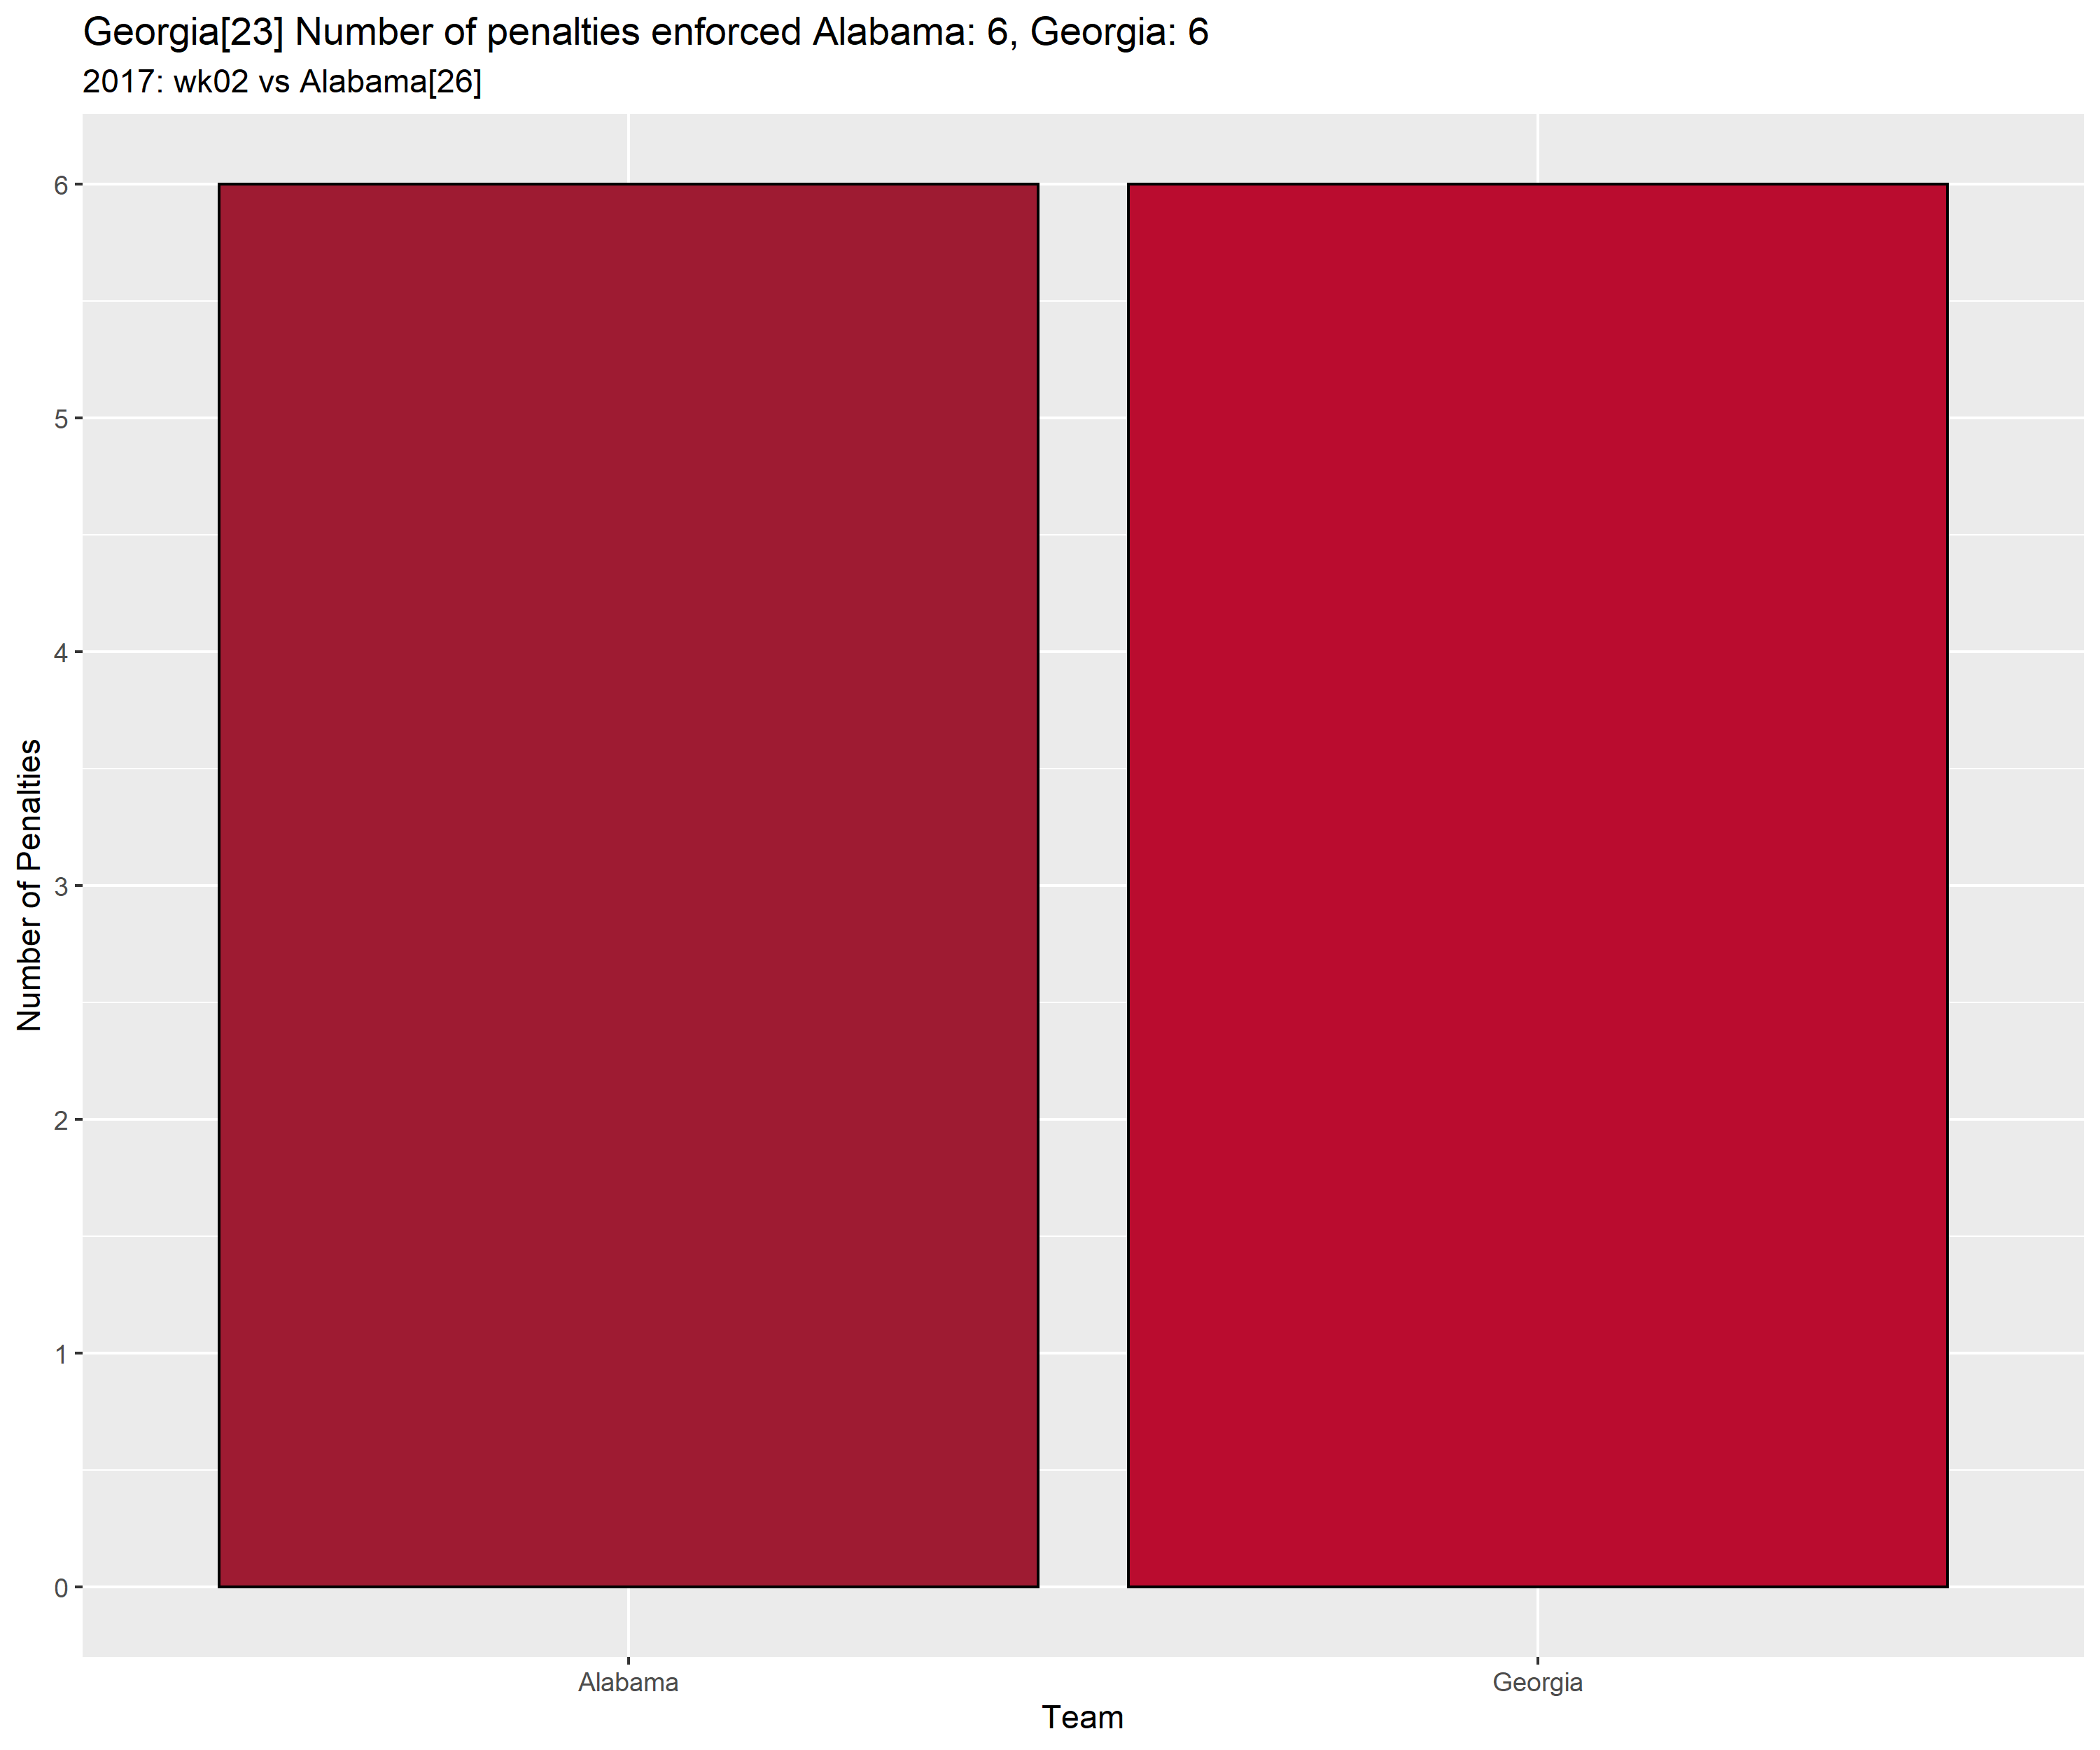 Georgia[23] Number of penalties enforced Alabama: 6, Georgia: 6
2017: wk02 vs Alabama[26]
Number of Penalties
6
5
4
3
2
1
0
Alabama
Georgia
Team